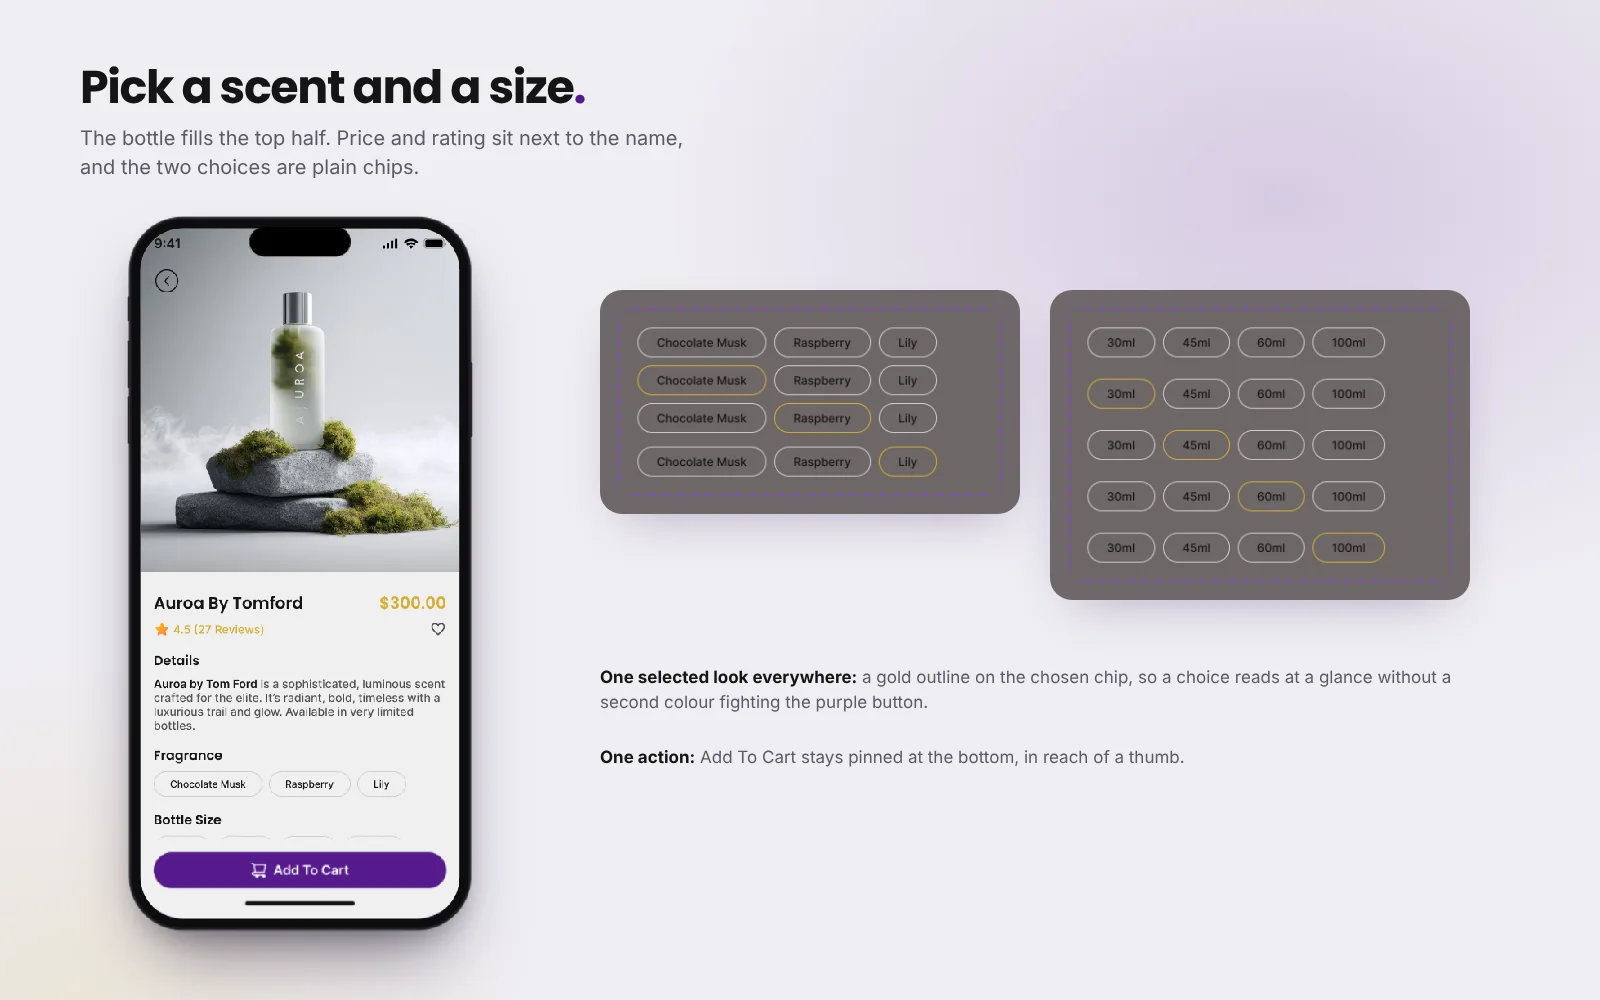 Pick a scent and a size.
The bottle fills the top half. Price and rating sit next to the name,
and the two choices are plain chips.
9:41
AUROA
Auroa By Tomford
$300.00
4.5 (27 Reviews)
Details
Auroa by Tom Ford is a sophisticated, luminous scent
crafted for the elite. It's radiant, bold, timeless with a
luxurious trail and glow. Available in very limited
bottles.
Fragrance
Chocolate Musk Raspberry Lily
Bottle Size
Add To Cart
Chocolate Musk Raspberry Lily
Chocolate Musk Raspberry Lily
Chocolate Musk Raspberry Lily
Chocolate Musk Raspberry Lily
30ml 45ml 60ml 100ml
30ml 45ml 60ml 100ml
30ml 45ml 60ml 100ml
30ml 45ml 60ml 100ml
30ml 45ml 60ml 100ml
One selected look everywhere: a gold outline on the chosen chip, so a choice reads at a glance without a
second colour fighting the purple button.
One action: Add To Cart stays pinned at the bottom, in reach of a thumb.